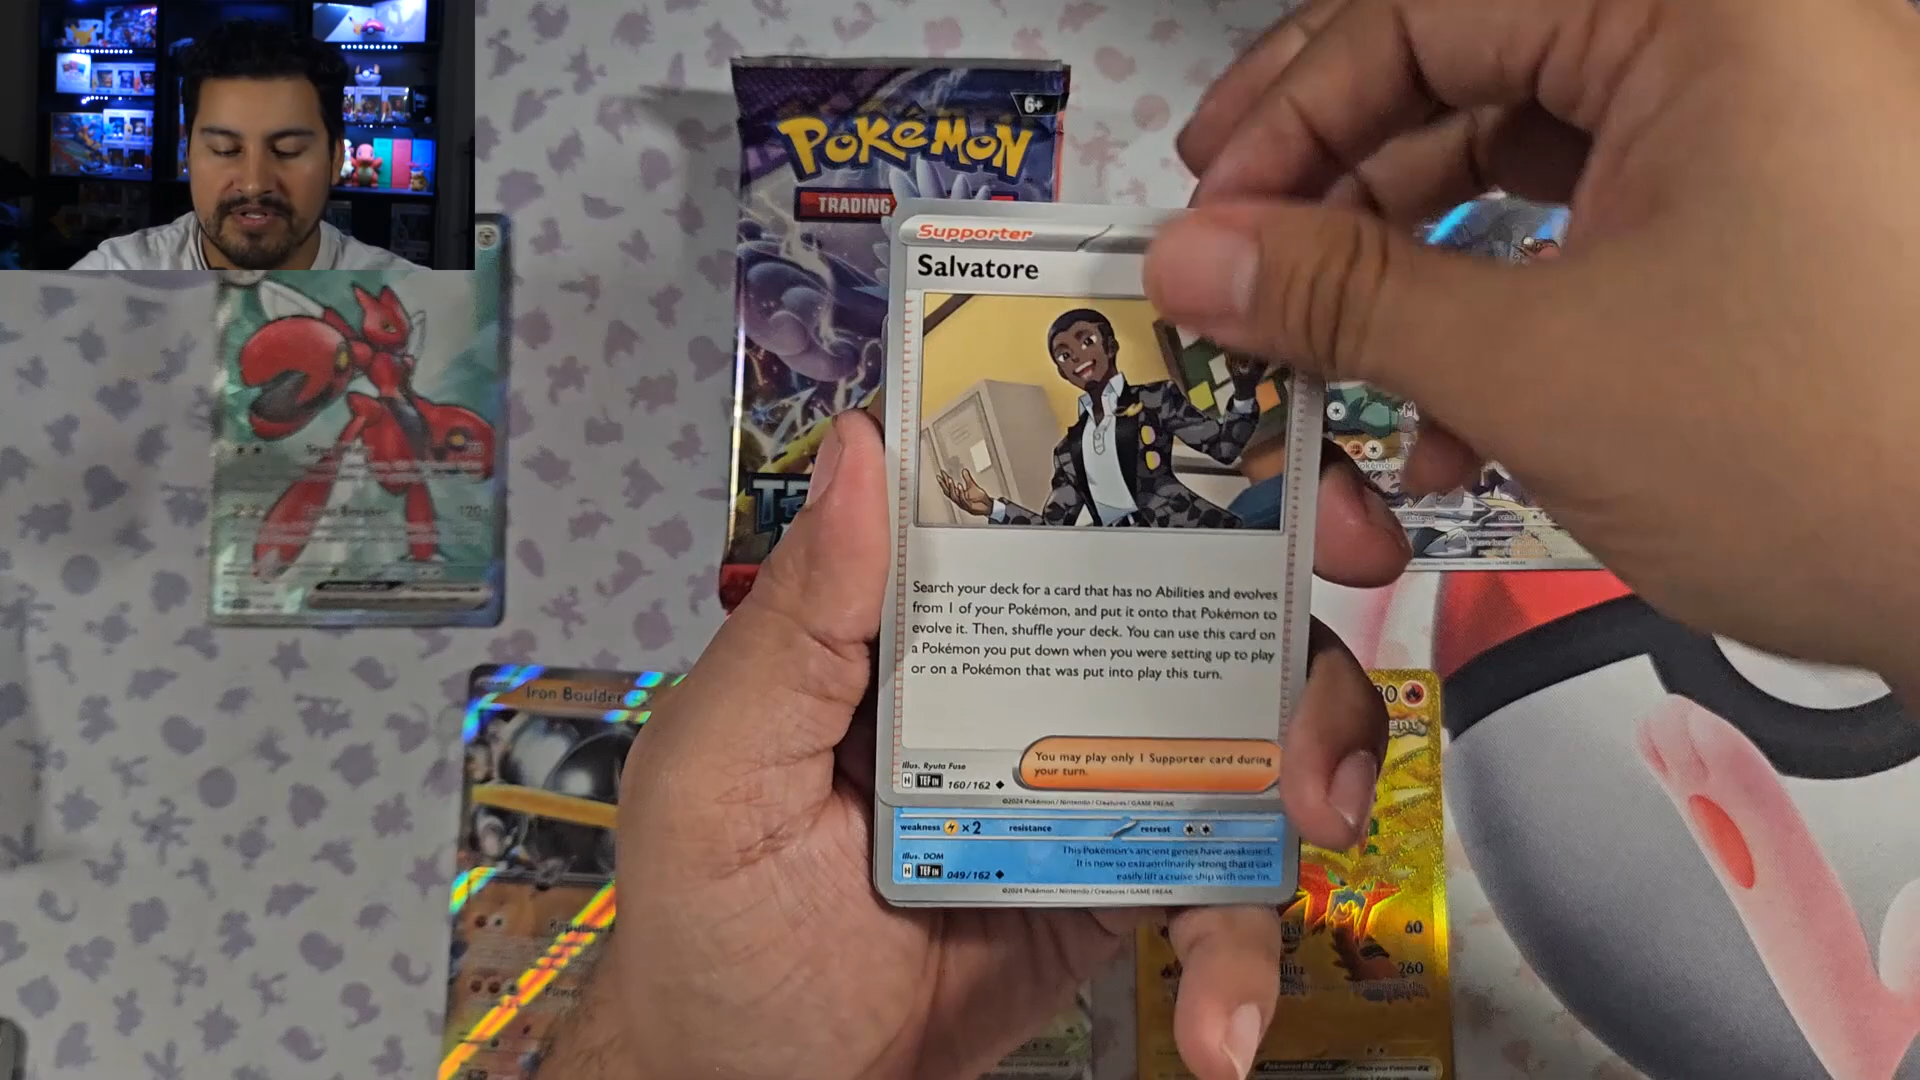 6+
POKéMON
TRADING
Supporter
Salvatore
Search your deck for a card that has no Abilities and evolves
from 1 of your Pokémon, and put it onto that Pokémon to
evolve it. Then, shuffle your deck. You can use this card on
a Pokémon you put down when you were setting up to play
or on a Pokémon that was put into play this turn.
You may play only 1 Supporter card during
your turn.
Illus. Ryuta Fuse
H TEF EN 160/162
©2024 Pokémon / Nintendo / Creatures / GAME FREAK
weakness ×2 resistance retreat
Illus. DOM
H TEF EN 049/162
This Pokémon's ancient genes have awakened.
It is now so extraordinarily strong that it can
easily lift a cruise ship with one fin.
©2024 Pokémon / Nintendo / Creatures / GAME FREAK
Breaker 120
Iron Boulder
60
260